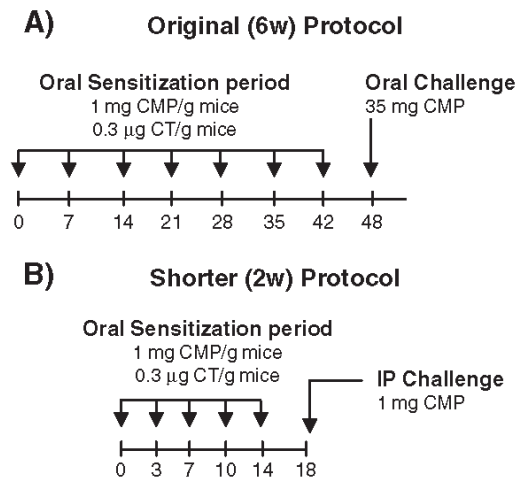 A) Original (6w) Protocol
Oral Sensitization period
1 mg CMP/g mice
0.3 μg CT/g mice
Oral Challenge
35 mg CMP
0 7 14 21 28 35 42 48
B) Shorter (2w) Protocol
Oral Sensitization period
1 mg CMP/g mice
0.3 μg CT/g mice
IP Challenge
1 mg CMP
0 3 7 10 14 18